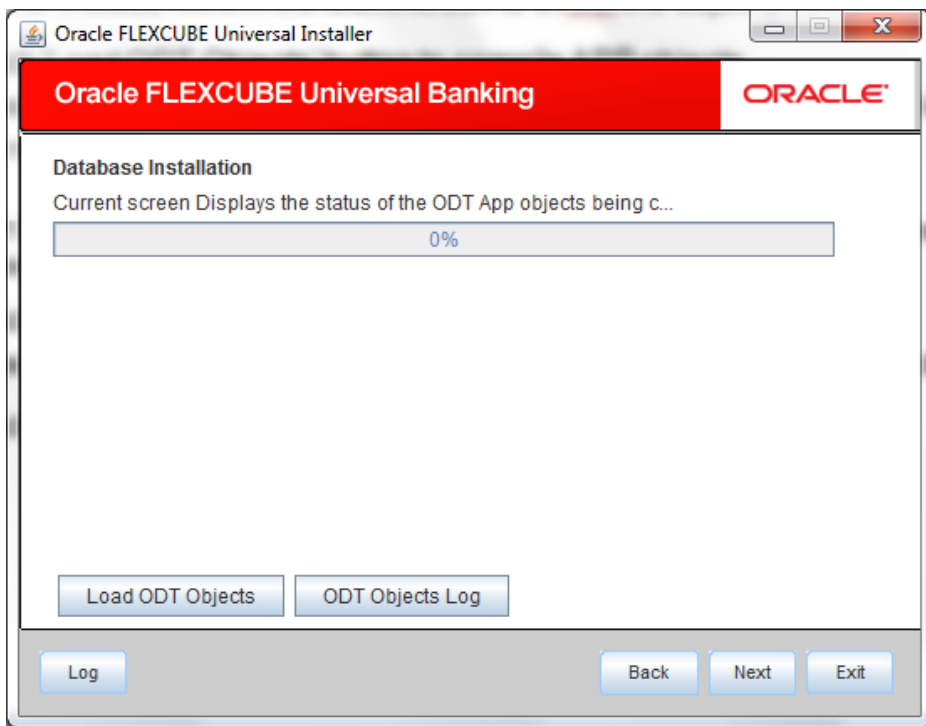 Oracle FLEXCUBE Universal Installer
Oracle FLEXCUBE Universal Banking
ORACLE'
Database Installation
Current screen Displays the status of the ODT App objects being c...
0%
Load ODT Objects ODT Objects Log
Log Back Next Exit